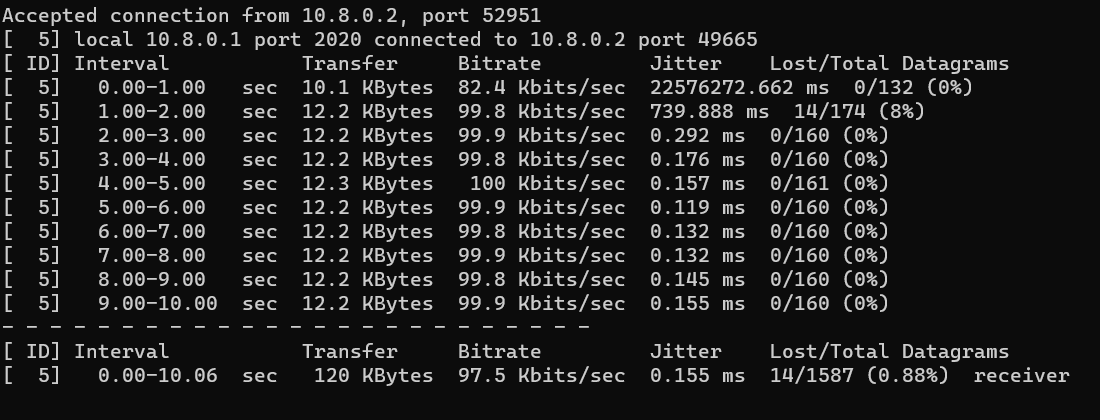 Accepted connection from 10.8.0.2, port 52951
[  5] local 10.8.0.1 port 2020 connected to 10.8.0.2 port 49665
[ ID] Interval           Transfer     Bitrate         Jitter    Lost/Total Datagrams
[  5]   0.00-1.00   sec  10.1 KBytes  82.4 Kbits/sec  22576272.662 ms  0/132 (0%)
[  5]   1.00-2.00   sec  12.2 KBytes  99.8 Kbits/sec  739.888 ms  14/174 (8%)
[  5]   2.00-3.00   sec  12.2 KBytes  99.9 Kbits/sec  0.292 ms  0/160 (0%)
[  5]   3.00-4.00   sec  12.2 KBytes  99.8 Kbits/sec  0.176 ms  0/160 (0%)
[  5]   4.00-5.00   sec  12.3 KBytes   100 Kbits/sec  0.157 ms  0/161 (0%)
[  5]   5.00-6.00   sec  12.2 KBytes  99.9 Kbits/sec  0.119 ms  0/160 (0%)
[  5]   6.00-7.00   sec  12.2 KBytes  99.8 Kbits/sec  0.132 ms  0/160 (0%)
[  5]   7.00-8.00   sec  12.2 KBytes  99.9 Kbits/sec  0.132 ms  0/160 (0%)
[  5]   8.00-9.00   sec  12.2 KBytes  99.8 Kbits/sec  0.145 ms  0/160 (0%)
[  5]   9.00-10.00  sec  12.2 KBytes  99.9 Kbits/sec  0.155 ms  0/160 (0%)
- - - - - - - - - - - - - - - - - - - - - - - - -
[ ID] Interval           Transfer     Bitrate         Jitter    Lost/Total Datagrams
[  5]   0.00-10.06  sec   120 KBytes  97.5 Kbits/sec  0.155 ms  14/1587 (0.88%)  receiver